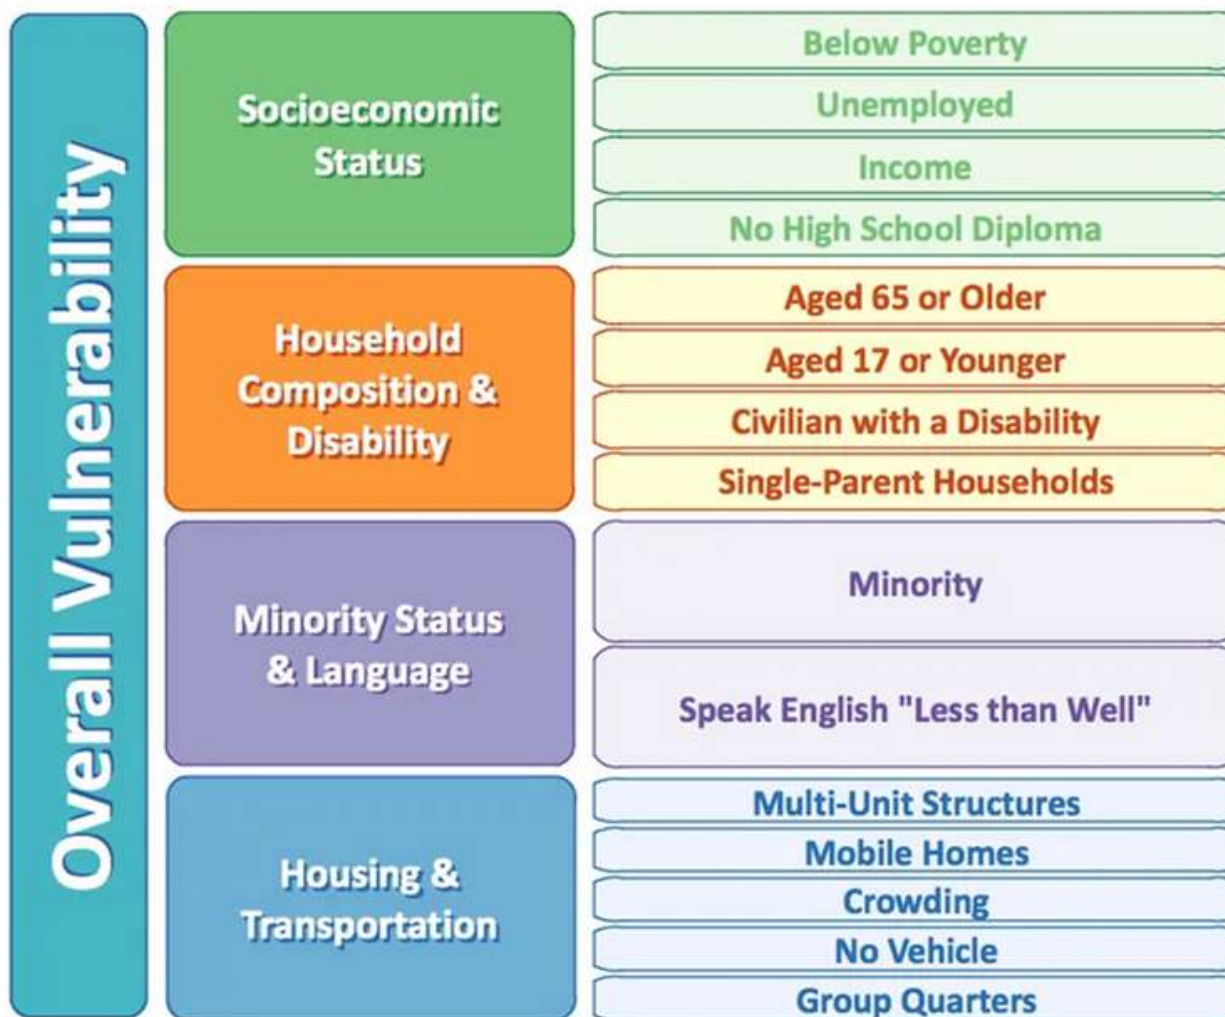 Overall Vulnerability
Socioeconomic
Status
Below Poverty
Unemployed
Income
No High School Diploma
Household
Composition &
Disability
Aged 65 or Older
Aged 17 or Younger
Civilian with a Disability
Single-Parent Households
Minority Status
& Language
Minority
Speak English "Less than Well"
Housing &
Transportation
Multi-Unit Structures
Mobile Homes
Crowding
No Vehicle
Group Quarters